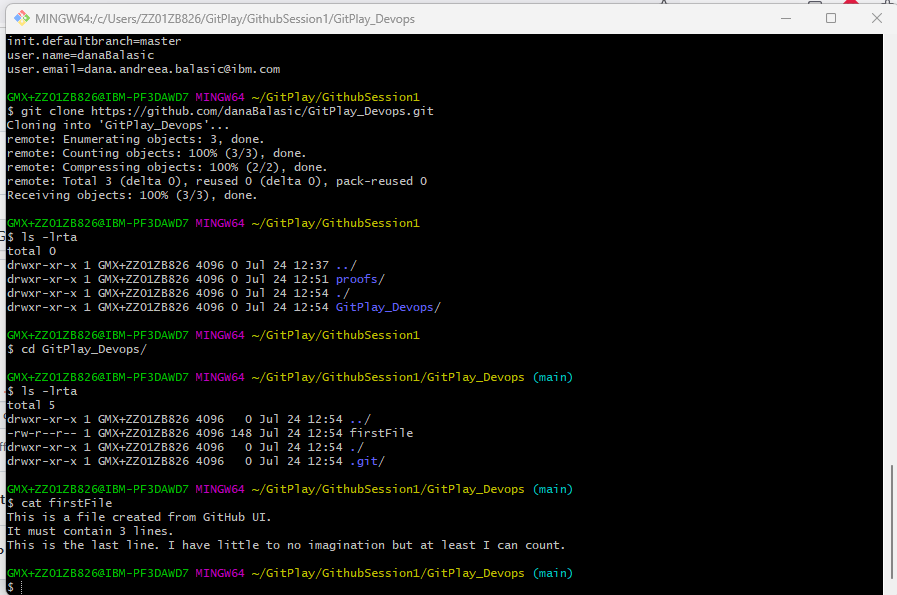 MINGW64:/c/Users/ZZ01ZB826/GitPlay/GithubSession1/GitPlay_Devops
init.defaultbranch=master
user.name=danaBalasic
user.email=dana.andreea.balasic@ibm.com
GMX+ZZ01ZB826@IBM-PF3DAWD7 MINGW64 ~/GitPlay/GithubSession1
$ git clone https://github.com/danaBalasic/GitPlay_Devops.git
Cloning into 'GitPlay_Devops'...
remote: Enumerating objects: 3, done.
remote: Counting objects: 100% (3/3), done.
remote: Compressing objects: 100% (2/2), done.
remote: Total 3 (delta 0), reused 0 (delta 0), pack-reused 0
Receiving objects: 100% (3/3), done.
GMX+ZZ01ZB826@IBM-PF3DAWD7 MINGW64 ~/GitPlay/GithubSession1
$ ls -lrta
total 0
drwxr-xr-x 1 GMX+ZZ01ZB826 4096 0 Jul 24 12:37 ../
drwxr-xr-x 1 GMX+ZZ01ZB826 4096 0 Jul 24 12:51 proofs/
drwxr-xr-x 1 GMX+ZZ01ZB826 4096 0 Jul 24 12:54 ./
drwxr-xr-x 1 GMX+ZZ01ZB826 4096 0 Jul 24 12:54 GitPlay_Devops/
GMX+ZZ01ZB826@IBM-PF3DAWD7 MINGW64 ~/GitPlay/GithubSession1
$ cd GitPlay_Devops/
GMX+ZZ01ZB826@IBM-PF3DAWD7 MINGW64 ~/GitPlay/GithubSession1/GitPlay_Devops (main)
$ ls -lrta
total 5
drwxr-xr-x 1 GMX+ZZ01ZB826 4096   0 Jul 24 12:54 ../
-rw-r--r-- 1 GMX+ZZ01ZB826 4096 148 Jul 24 12:54 firstFile
drwxr-xr-x 1 GMX+ZZ01ZB826 4096   0 Jul 24 12:54 ./
drwxr-xr-x 1 GMX+ZZ01ZB826 4096   0 Jul 24 12:54 .git/
GMX+ZZ01ZB826@IBM-PF3DAWD7 MINGW64 ~/GitPlay/GithubSession1/GitPlay_Devops (main)
$ cat firstFile
This is a file created from GitHub UI.
It must contain 3 lines.
This is the last line. I have little to no imagination but at least I can count.
GMX+ZZ01ZB826@IBM-PF3DAWD7 MINGW64 ~/GitPlay/GithubSession1/GitPlay_Devops (main)
$